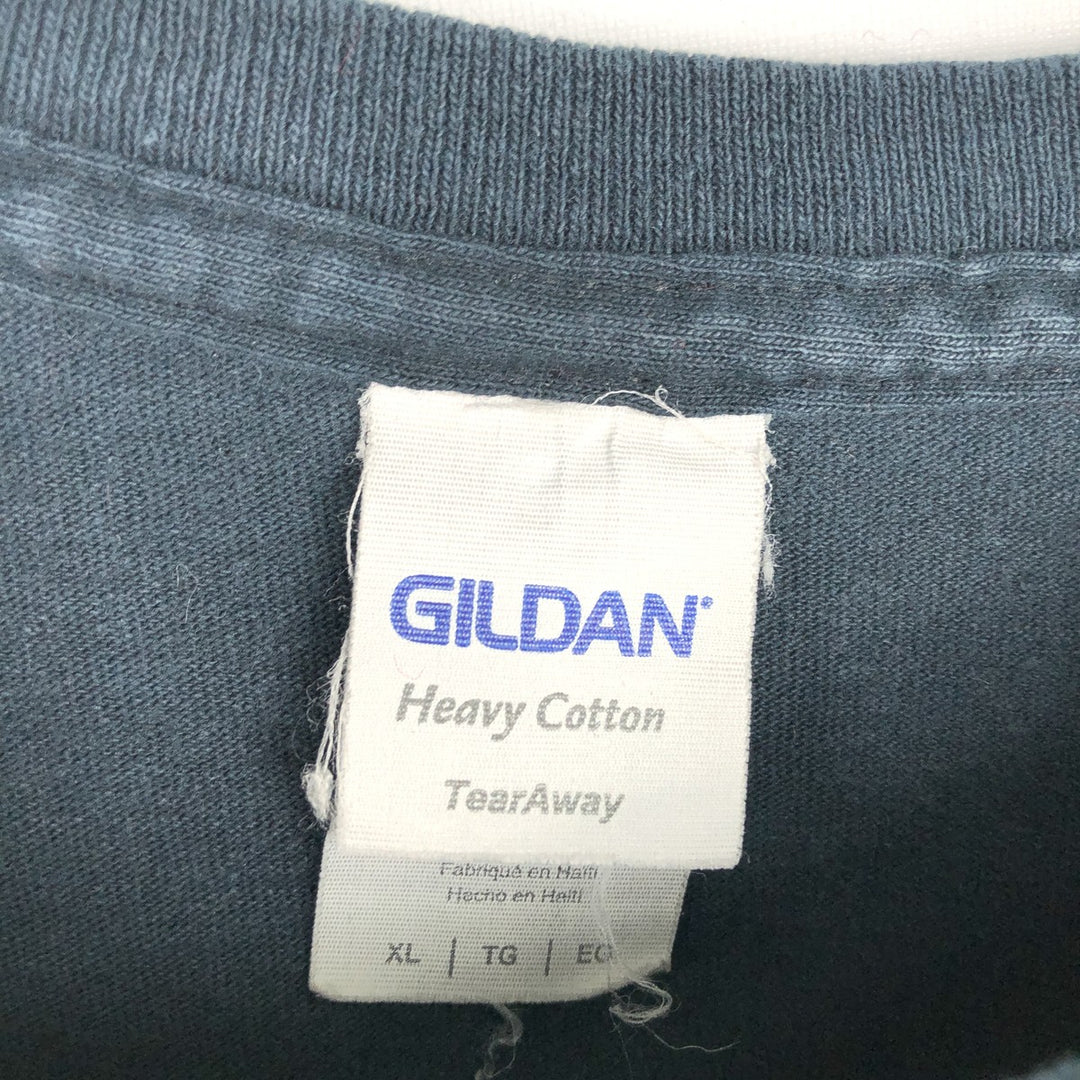 GILDAN®
Heavy Cotton
TearAway
Fabriqué en Haïti
Hecho en Haití
XL | TG | EG